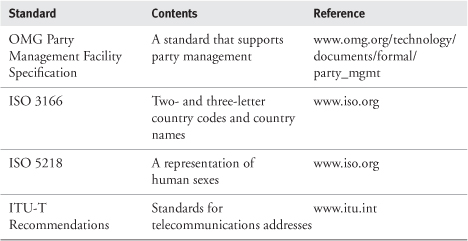 Standard Contents Reference
OMG Party A standard that supports www.omg.org/technology/
Management Facility party management documents/formal/
Specification party_mgmt
ISO 3166 Two- and three-letter www.iso.org
country codes and country
names
ISO 5218 A representation of www.iso.org
human sexes
ITU-T Standards for www.itu.int
Recommendations telecommunications addresses